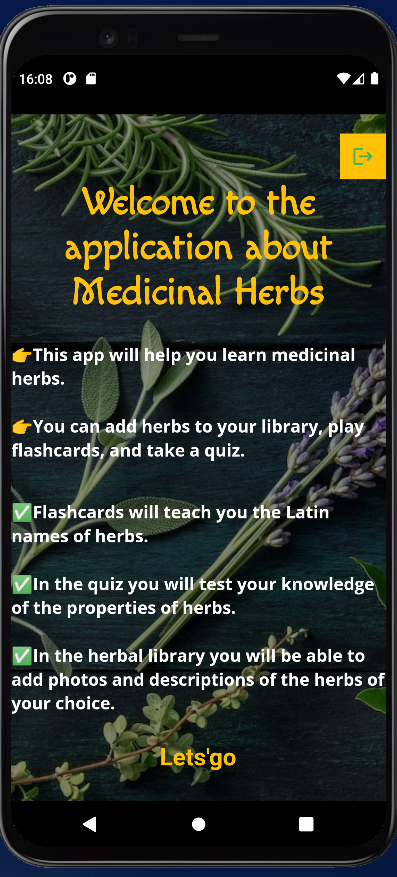 16:08
Welcome to the
application about
Medicinal Herbs
👉This app will help you learn medicinal
herbs.
👉You can add herbs to your library, play
flashcards, and take a quiz.
✅Flashcards will teach you the Latin
names of herbs.
✅In the quiz you will test your knowledge
of the properties of herbs.
✅In the herbal library you will be able to
add photos and descriptions of the herbs of
your choice.
Lets'go